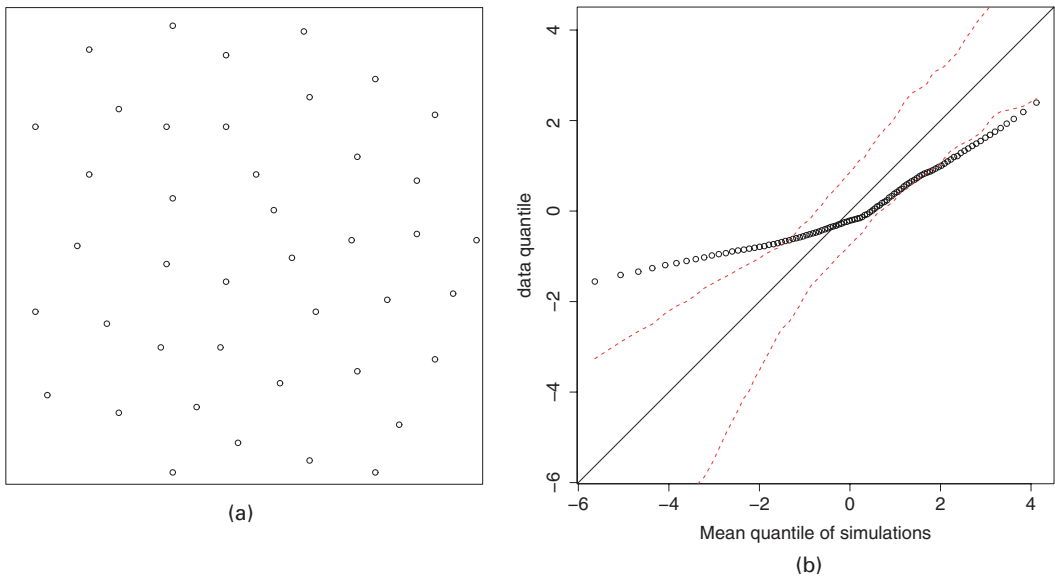 (a)
data quantile
4
2
0
−2
−4
−6
−6 −4 −2 0 2 4
Mean quantile of simulations
(b)